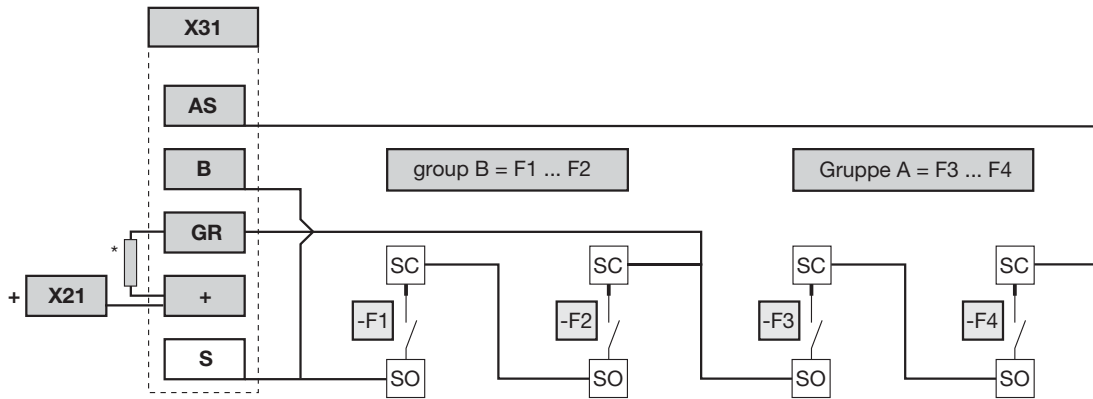 X31
AS
B
group B = F1 ... F2
Gruppe A = F3 ... F4
*
GR
SC
SC
SC
SC
+ X21
+
-F1
-F2
-F3
-F4
S
SO
SO
SO
SO